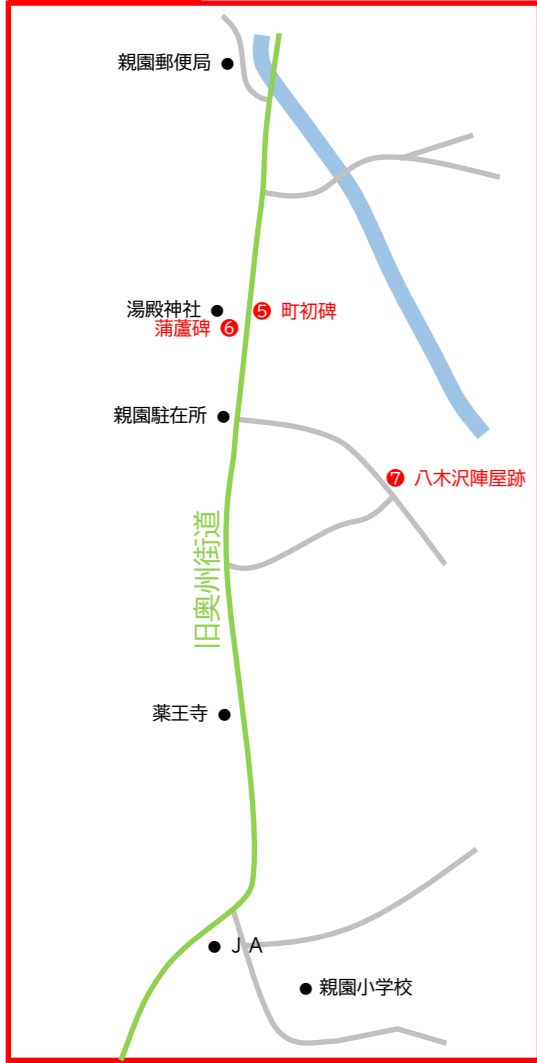 親園郵便局
湯殿神社
❺ 町初碑
蒲蘆碑 ❻
親園駐在所
❼ 八木沢陣屋跡
旧奥州街道
薬王寺
ＪＡ
親園小学校